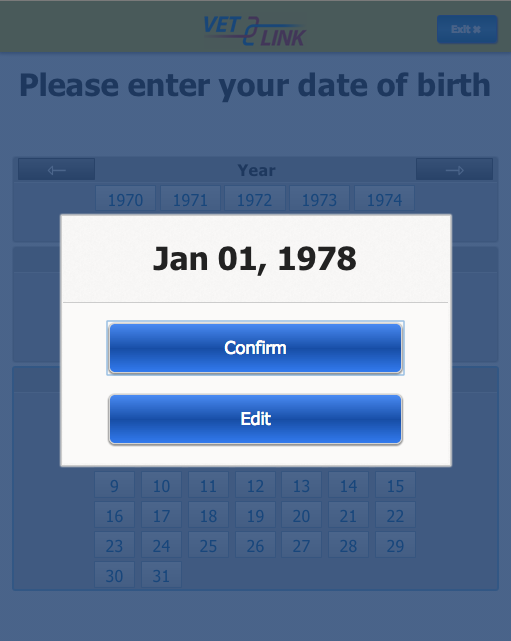 VET LINK
Exit ✖
Please enter your date of birth
← Year →
1970 1971 1972 1973 1974
Jan 01, 1978
Confirm
Edit
9 10 11 12 13 14 15
16 17 18 19 20 21 22
23 24 25 26 27 28 29
30 31